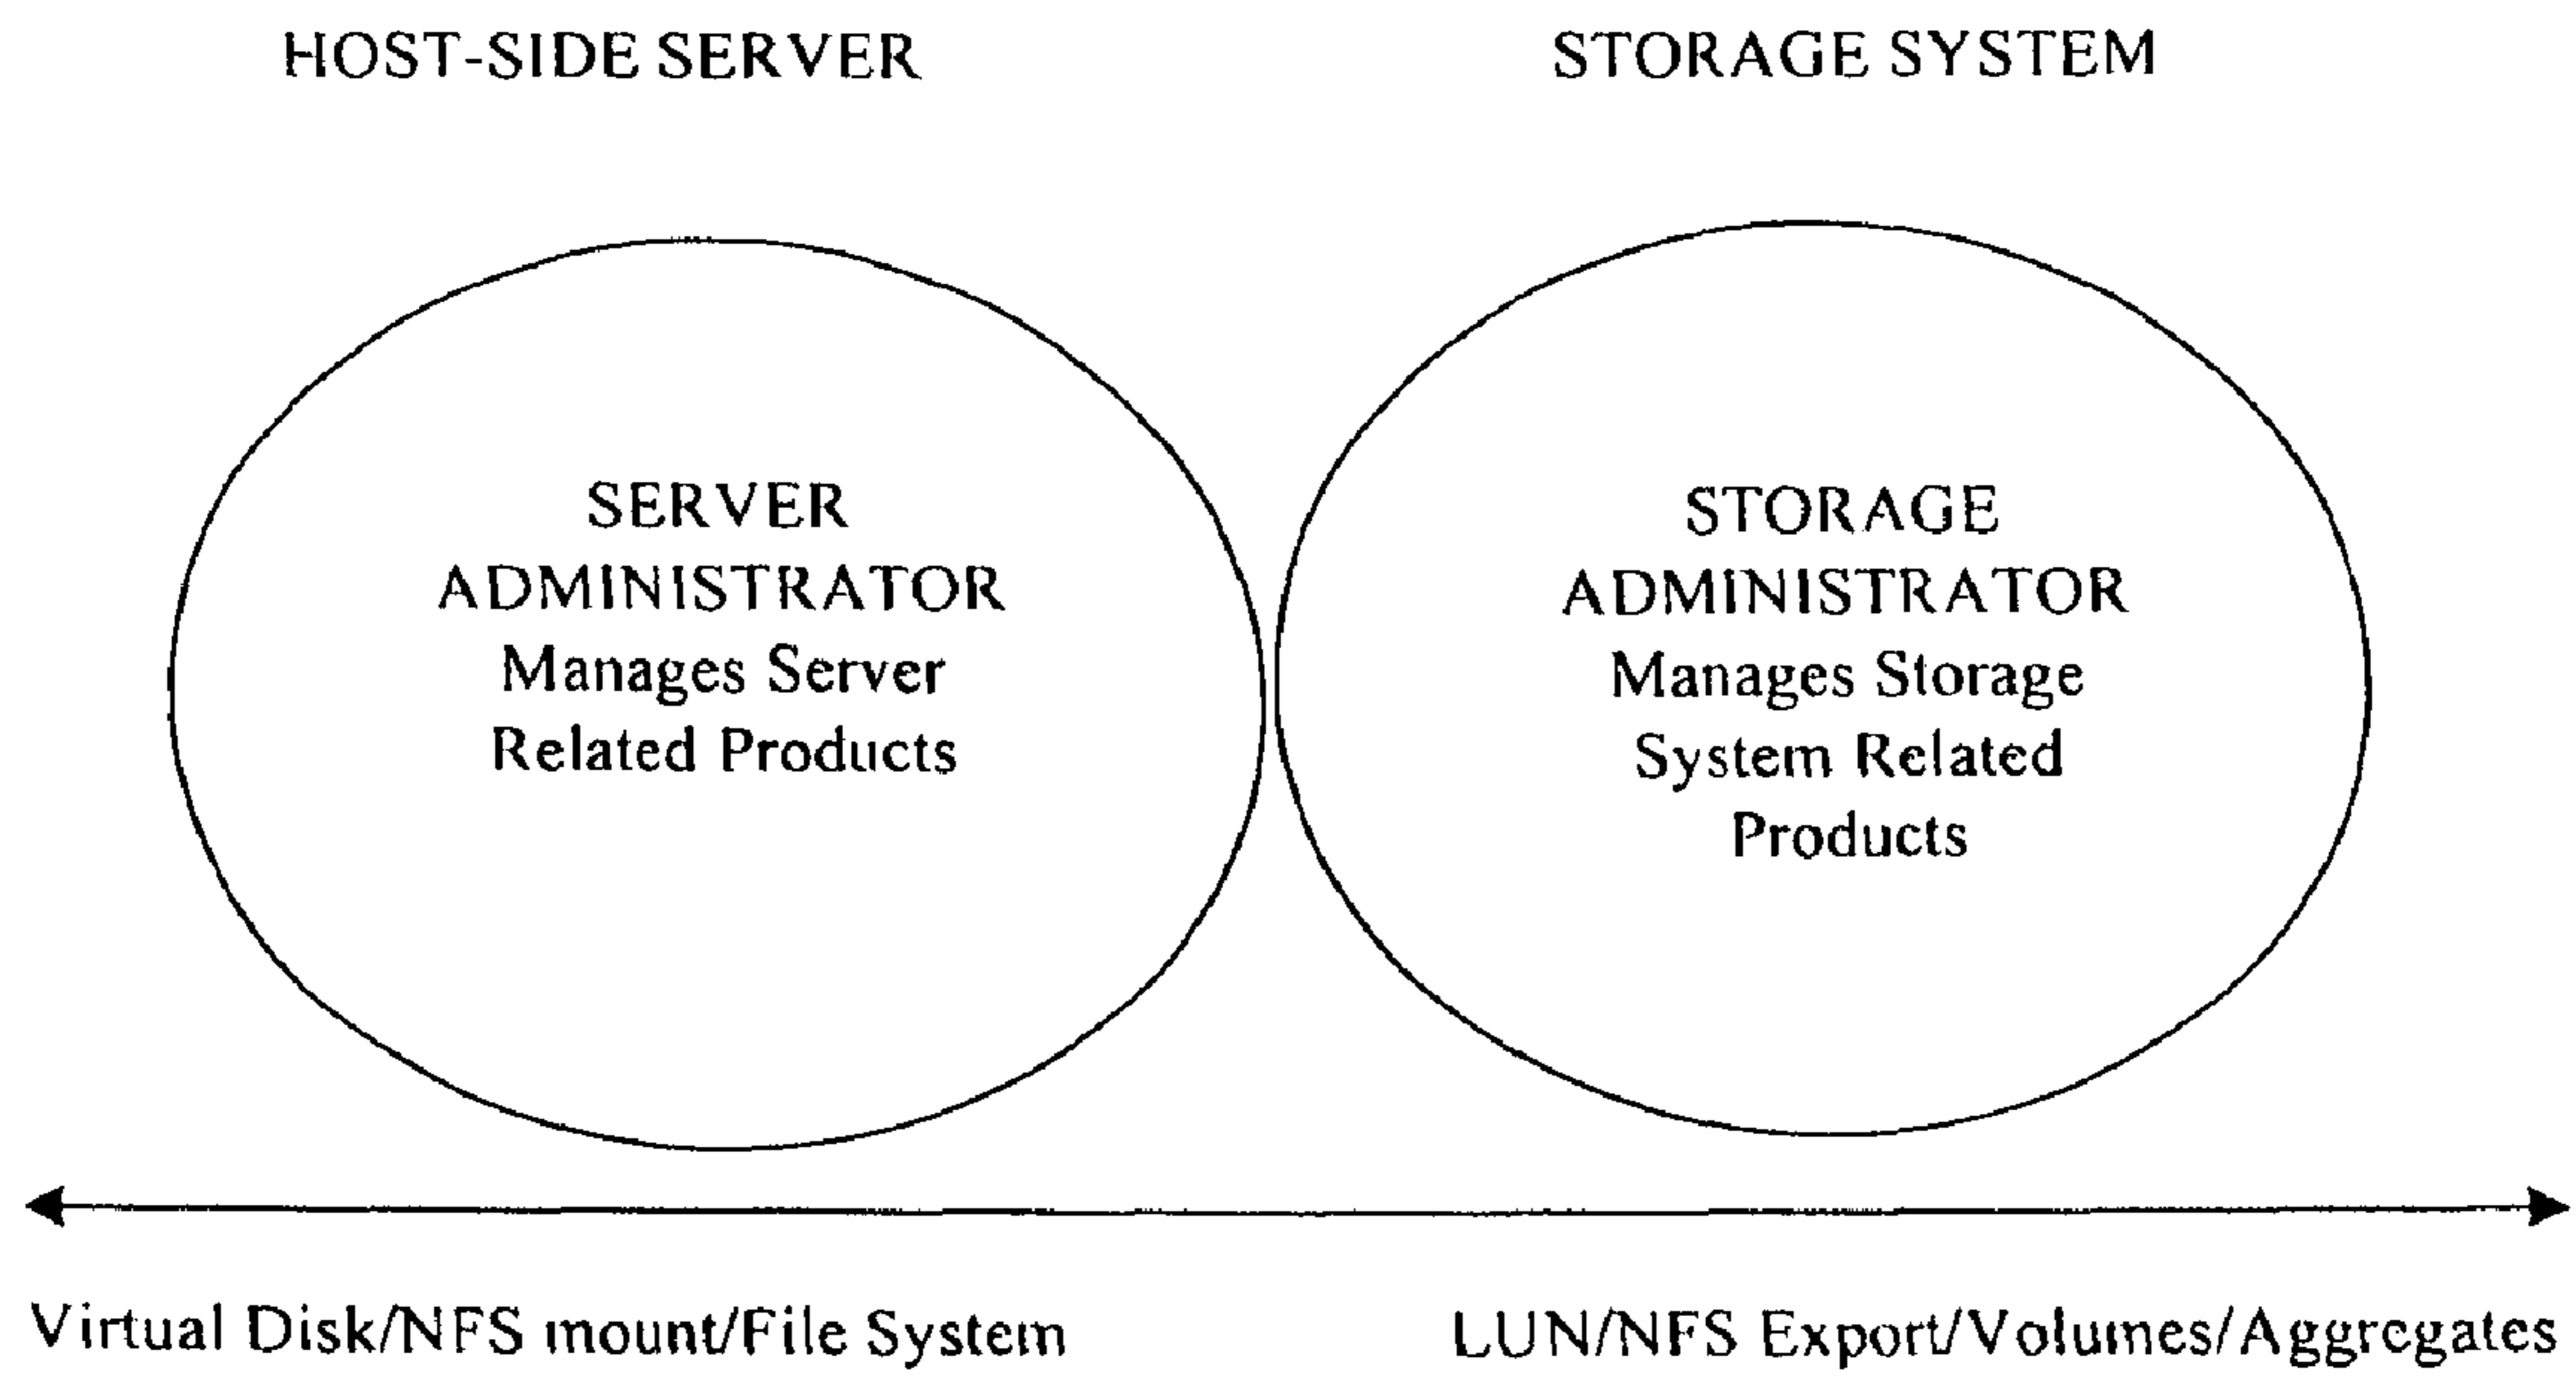 HOST-SIDE SERVER
STORAGE SYSTEM
SERVER
ADMINISTRATOR
Manages Server
Related Products
STORAGE
ADMINISTRATOR
Manages Storage
System Related
Products
Virtual Disk/NFS mount/File System
LUN/NFS Export/Volumes/Aggregates